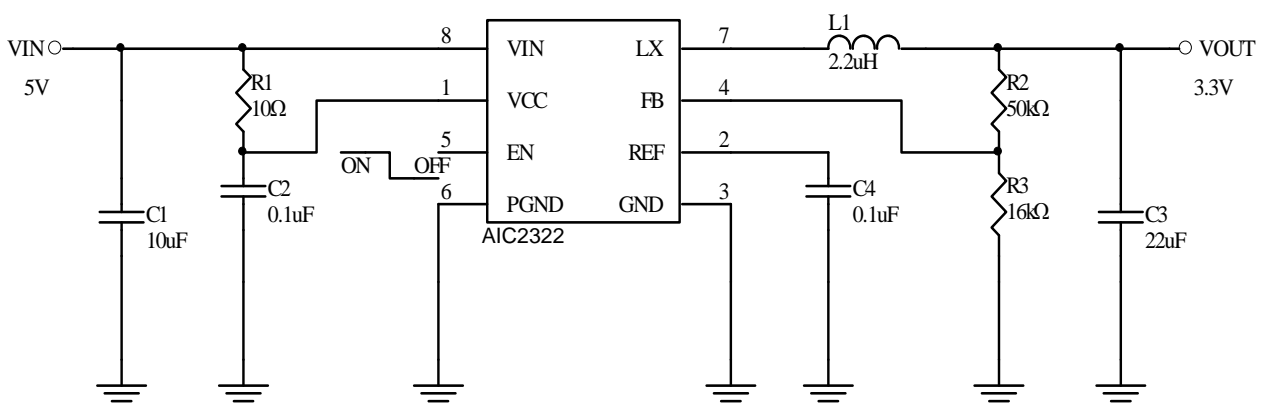 VIN
5V
R1
10Ω
C1
10uF
C2
0.1uF
ON OFF
8
1
5
6
VIN
VCC
EN
PGND
LX
FB
REF
GND
AIC2322
7
4
2
3
L1
2.2uH
C4
0.1uF
R2
50kΩ
R3
16kΩ
C3
22uF
VOUT
3.3V